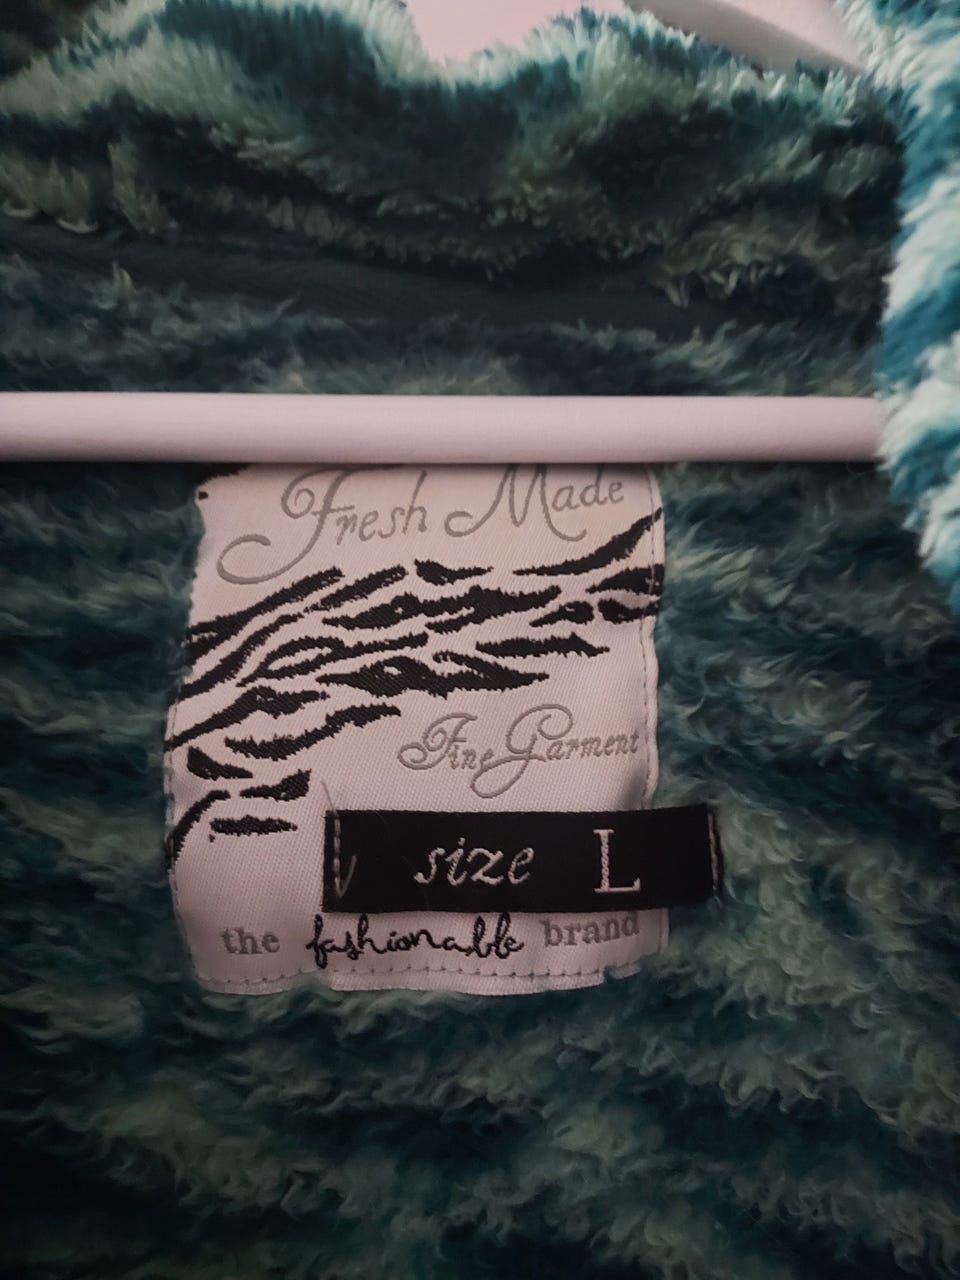 Fresh Made
Fine Garment
size L
the fashionable brand